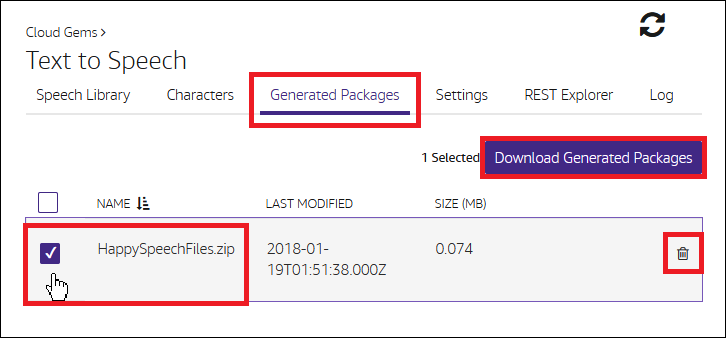 Cloud Gems >
Text to Speech
Speech Library Characters Generated Packages Settings REST Explorer Log
1 Selected Download Generated Packages
NAME LAST MODIFIED SIZE (MB)
HappySpeechFiles.zip 2018-01- 0.074
19T01:51:38.000Z